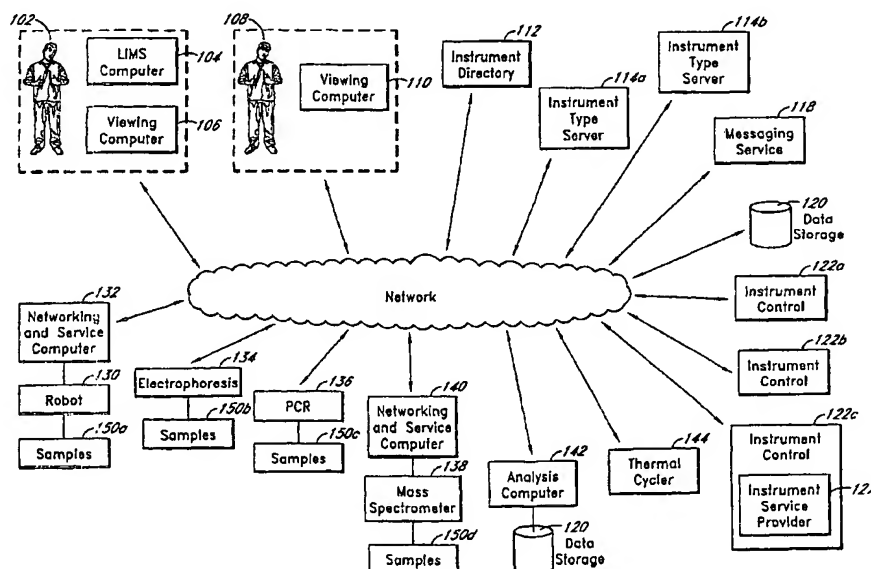 102
LIMS
Computer
104
Viewing
Computer
106
108
Viewing
Computer
110
112
Instrument
Directory
114a
Instrument
Type
Server
114b
Instrument
Type
Server
118
Messaging
Service
120
Data
Storage
122a
Instrument
Control
122b
Instrument
Control
122c
Instrument
Control
Instrument
Service
Provider
Network
132
Networking
and Service
Computer
130
Robot
150a
Samples
134
Electrophoresis
150b
Samples
136
PCR
150c
Samples
140
Networking
and Service
Computer
138
Mass
Spectrometer
150d
Samples
142
Analysis
Computer
120
Data
Storage
144
Thermal
Cycler